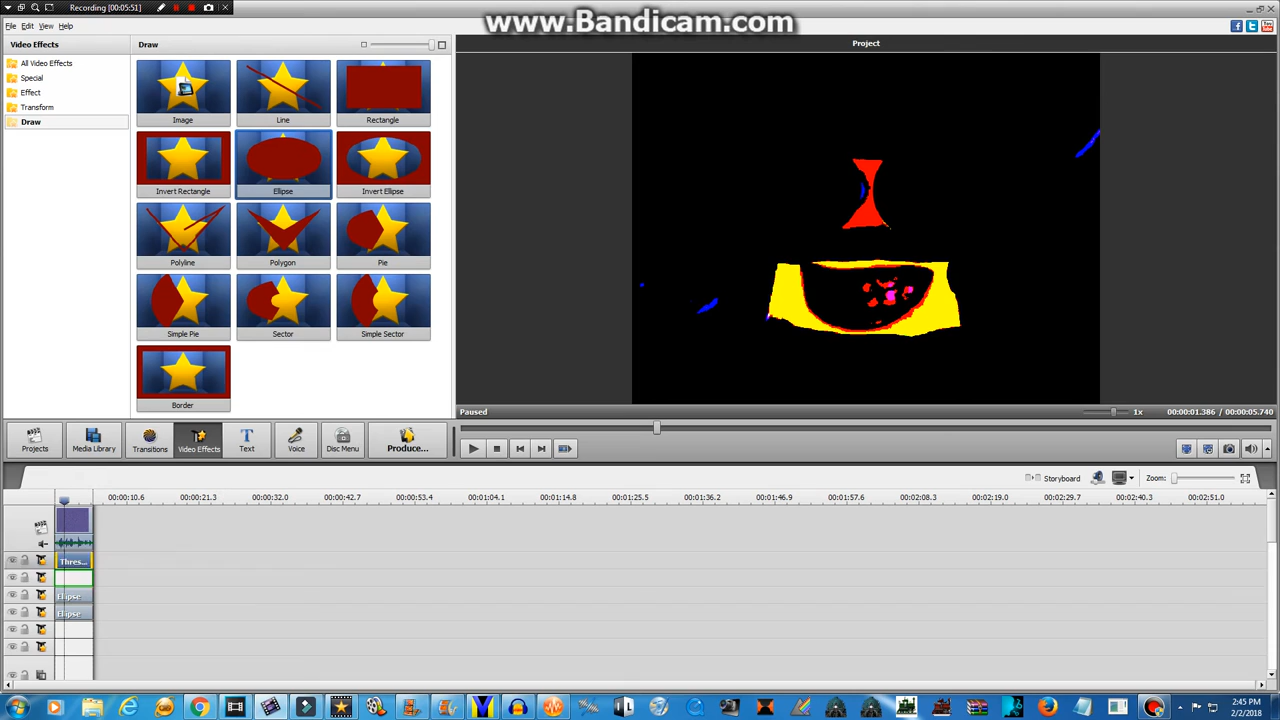 Recording [00:05:51]
www.Bandicam.com
File Edit View Help
Video Effects
Draw
Project
All Video Effects
Special
Effect
Transform
Draw
Image
Line
Rectangle
Invert Rectangle
Ellipse
Invert Ellipse
Polyline
Polygon
Pie
Simple Pie
Sector
Simple Sector
Border
Paused
1x
00:00:01.386 / 00:00:05.740
Projects
Media Library
Transitions
Video Effects
Text
Voice
Disc Menu
Produce...
Storyboard
Zoom:
00:00:10.6 00:00:21.3 00:00:32.0 00:00:42.7 00:00:53.4 00:01:04.1 00:01:14.8 00:01:25.5 00:01:36.2 00:01:46.9 00:01:57.6 00:02:08.3 00:02:19.0 00:02:29.7 00:02:40.3 00:02:51.0
Thres...
Ellipse
Ellipse
2:45 PM
2/2/2018